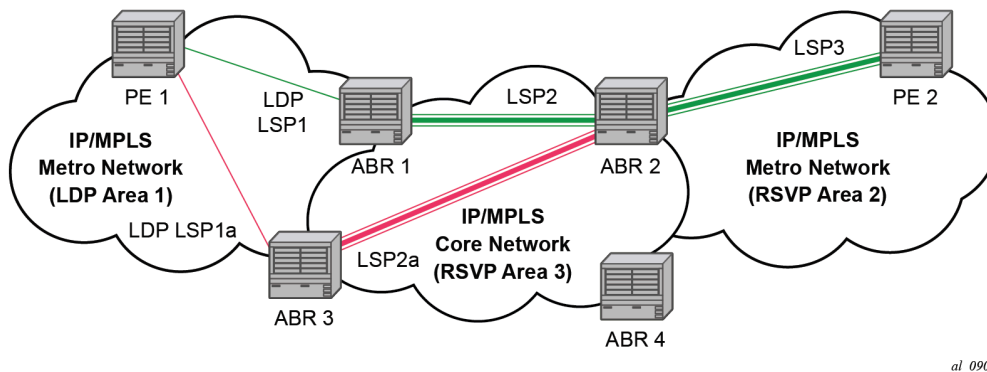 PE 1
LDP
LSP1
ABR 1
LSP2
ABR 2
LSP3
PE 2
IP/MPLS
Metro Network
(LDP Area 1)
IP/MPLS
Metro Network
(RSVP Area 2)
LDP LSP1a
ABR 3
LSP2a
IP/MPLS
Core Network
(RSVP Area 3)
ABR 4
al_090